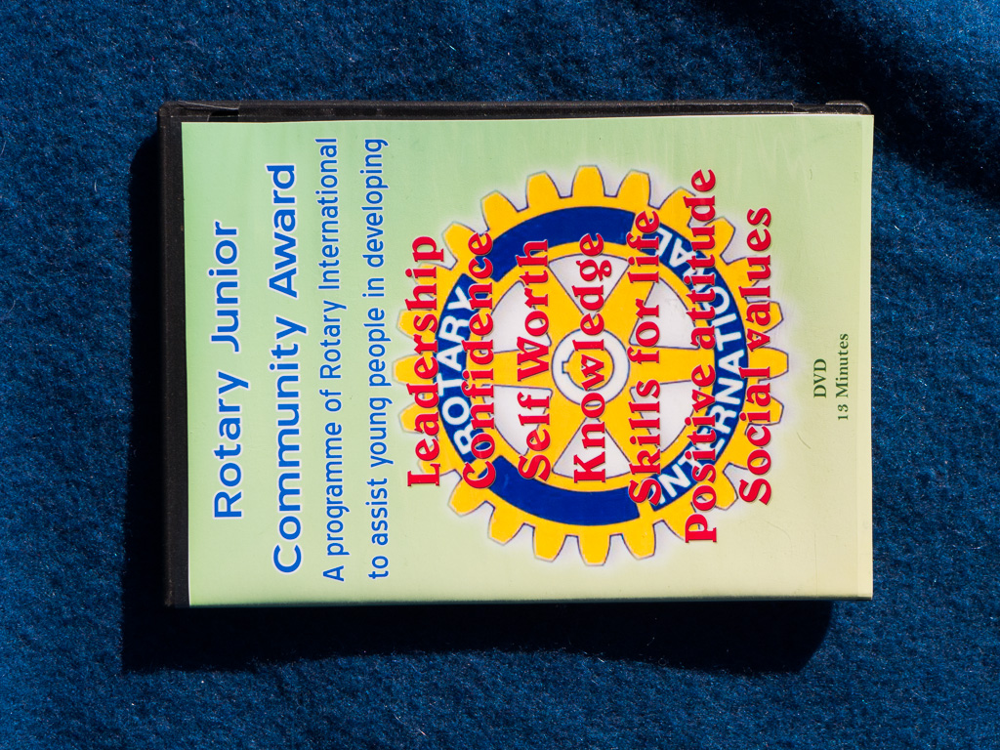 Rotary Junior
Community Award
A programme of Rotary International
to assist young people in developing
Leadership
Confidence
Self Worth
Knowledge
Skills for life
Positive attitude
Social values
ROTARY
INTERNATIONAL
DVD
13 Minutes